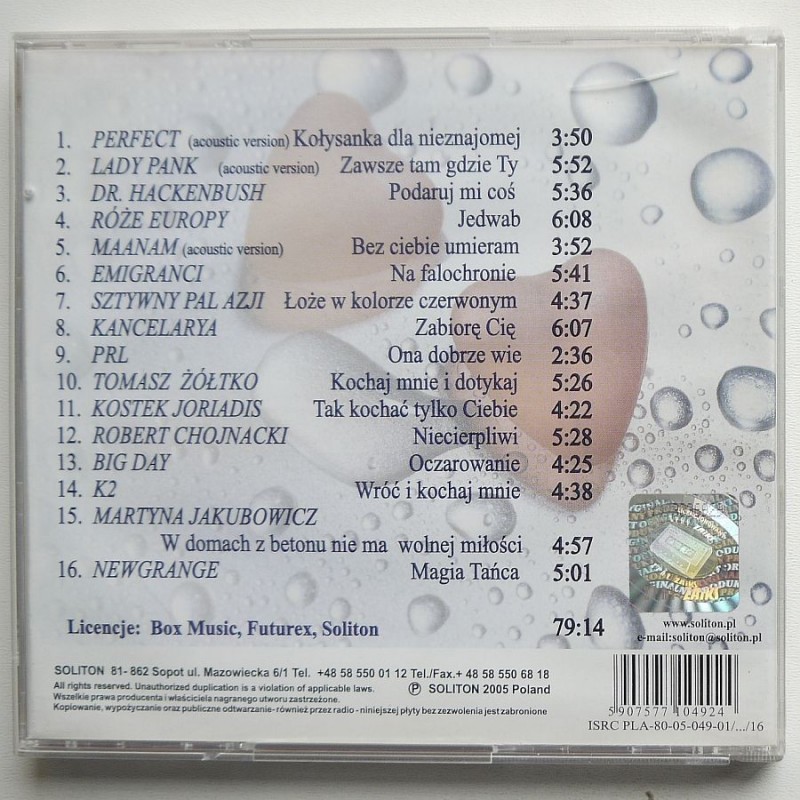 1. PERFECT (acoustic version) Kołysanka dla nieznajomej 3:50
2. LADY PANK (acoustic version) Zawsze tam gdzie Ty 5:52
3. DR. HACKENBUSH Podaruj mi coś 5:36
4. RÓŻE EUROPY Jedwab 6:08
5. MAANAM (acoustic version) Bez ciebie umieram 3:52
6. EMIGRANCI Na falochronie 5:41
7. SZTYWNY PAL AZJI Łoże w kolorze czerwonym 4:37
8. KANCELARYA Zabiorę Cię 6:07
9. PRL Ona dobrze wie 2:36
10. TOMASZ ŻÓŁTKO Kochaj mnie i dotykaj 5:26
11. KOSTEK JORIADIS Tak kochać tylko Ciebie 4:22
12. ROBERT CHOJNACKI Niecierpliwi 5:28
13. BIG DAY Oczarowanie 4:25
14. K2 Wróć i kochaj mnie 4:38
15. MARTYNA JAKUBOWICZ
W domach z betonu nie ma wolnej miłości 4:57
16. NEWGRANGE Magia Tańca 5:01
Licencje: Box Music, Futurex, Soliton 79:14
ZAIKS
www.soliton.pl
e-mail:soliton@soliton.pl
SOLITON 81- 862 Sopot ul. Mazowiecka 6/1 Tel. +48 58 550 01 12 Tel./Fax.+ 48 58 550 68 18
All rights reserved. Unauthorized duplication is a violation of applicable laws.
Ⓟ SOLITON 2005 Poland
Wszelkie prawa producenta i właściciela nagranego utworu zastrzeżone.
Kopiowanie, wypożyczanie oraz publiczne odtwarzanie-również przez radio - niniejszej płyty bez zezwolenia jest zabronione
5 907577 104924
ISRC PLA-80-05-049-01/.../16